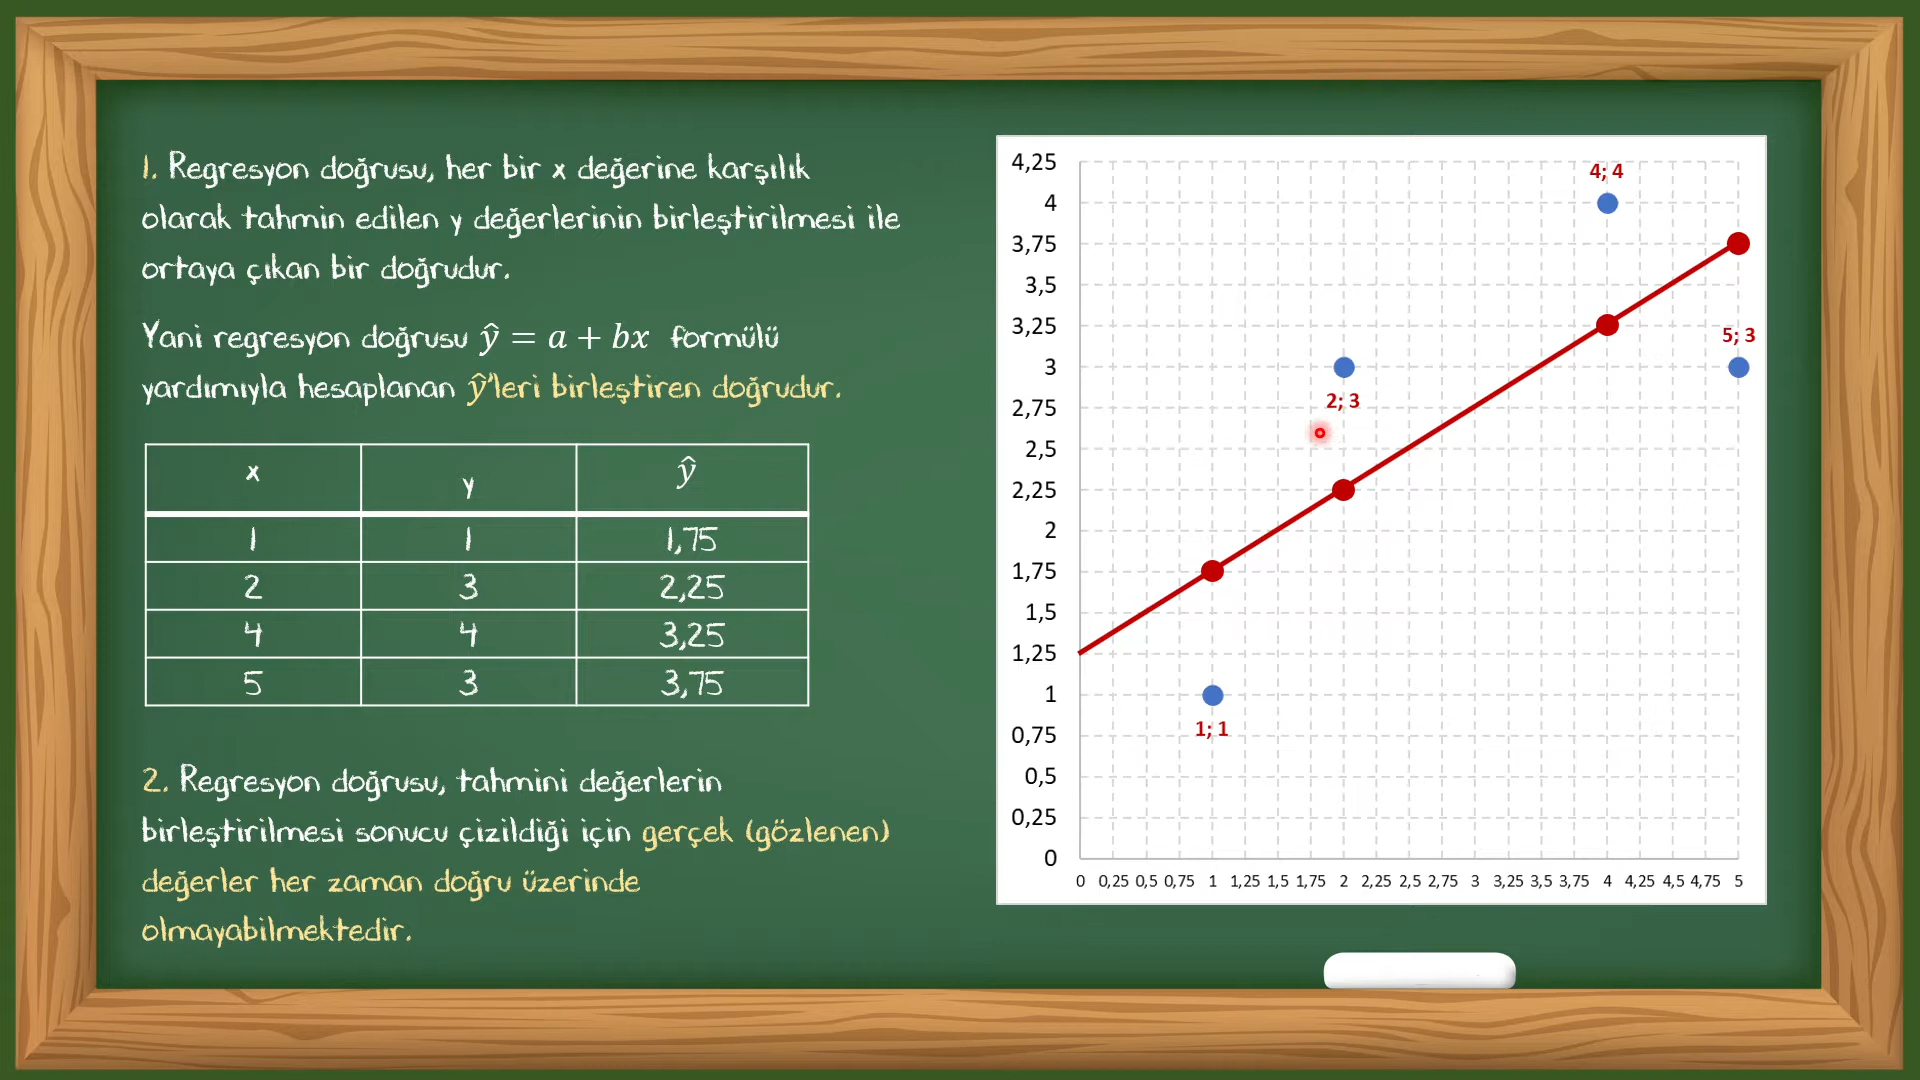 1. Regresyon doğrusu, her bir x değerine karşılık
olarak tahmin edilen y değerlerinin birleştirilmesi ile
ortaya çıkan bir doğrudur.
Yani regresyon doğrusu ŷ = a + bx formülü
yardımıyla hesaplanan ŷ'leri birleştiren doğrudur.
x y ŷ
1 1 1,75
2 3 2,25
4 4 3,25
5 3 3,75
2. Regresyon doğrusu, tahmini değerlerin
birleştirilmesi sonucu çizildiği için gerçek (gözlenen)
değerler her zaman doğru üzerinde
olmayabilmektedir.
4,25
4
3,75
3,5
3,25
3
2,75
2,5
2,25
2
1,75
1,5
1,25
1
0,75
0,5
0,25
0
4; 4
5; 3
2; 3
1; 1
0 0,25 0,5 0,75 1 1,25 1,5 1,75 2 2,25 2,5 2,75 3 3,25 3,5 3,75 4 4,25 4,5 4,75 5